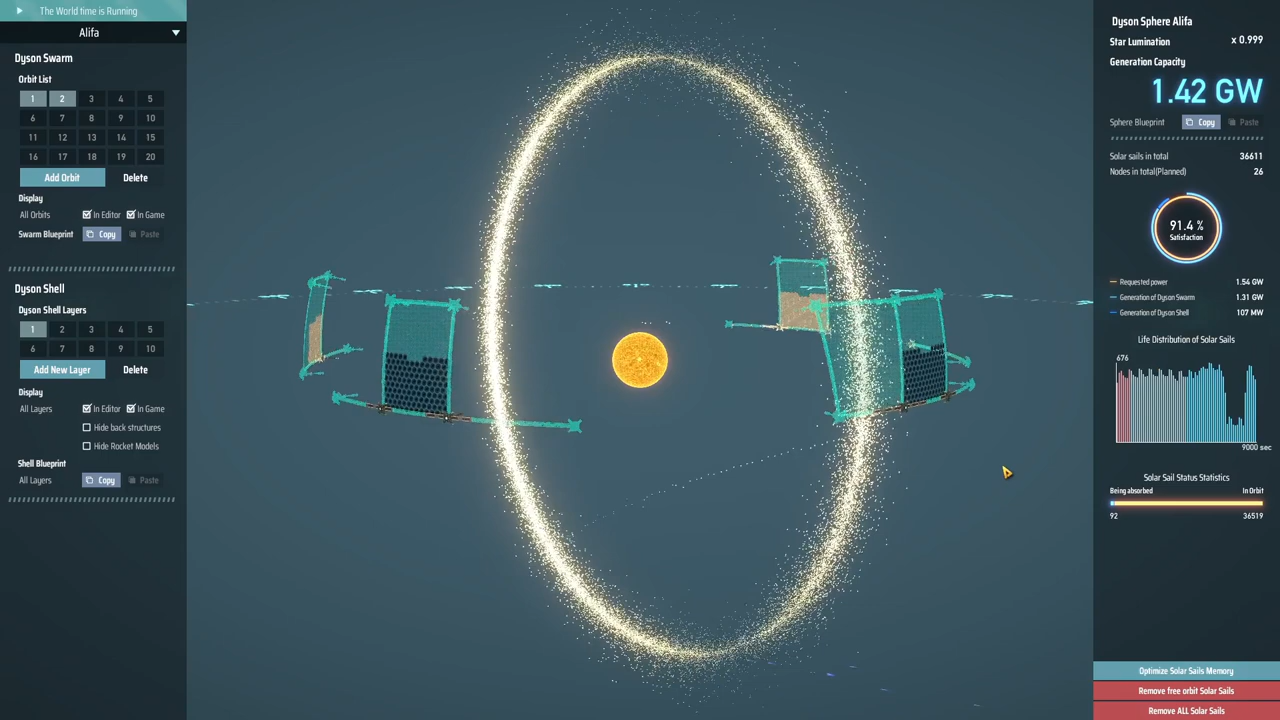 The World time is Running
Alifa
Dyson Swarm
Orbit List
1 2 3 4 5
6 7 8 9 10
11 12 13 14 15
16 17 18 19 20
Add Orbit Delete
Display
All Orbits In Editor In Game
Swarm Blueprint Copy Paste
Dyson Shell
Dyson Shell Layers
1 2 3 4 5
6 7 8 9 10
Add New Layer Delete
Display
All Layers In Editor In Game
Hide back structures
Hide Rocket Models
Shell Blueprint
All Layers Copy Paste
Dyson Sphere Alifa
Star Lumination x 0.999
Generation Capacity
1.42 GW
Sphere Blueprint Copy Paste
Solar sails in total 36611
Nodes in total(Planned) 26
91.4 %
Satisfaction
Requested power 1.54 GW
Generation of Dyson Swarm 1.31 GW
Generation of Dyson Shell 107 MW
Life Distribution of Solar Sails
676
9000 sec
Solar Sail Status Statistics
Being absorbed In Orbit
92 36519
Optimize Solar Sails Memory
Remove free orbit Solar Sails
Remove ALL Solar Sails